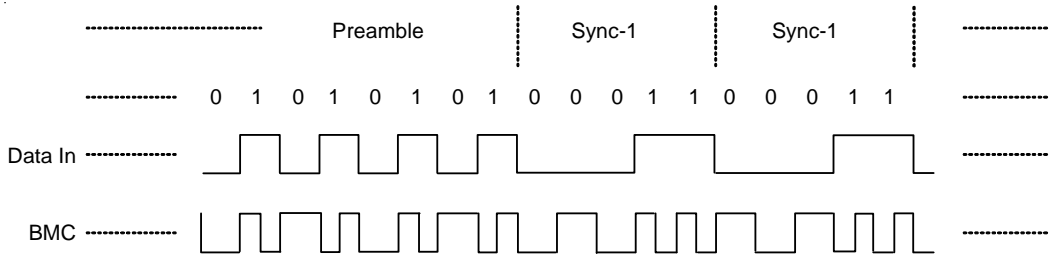 Preamble Sync-1 Sync-1
0 1 0 1 0 1 0 1 0 0 0 1 1 0 0 0 1 1
Data In
BMC